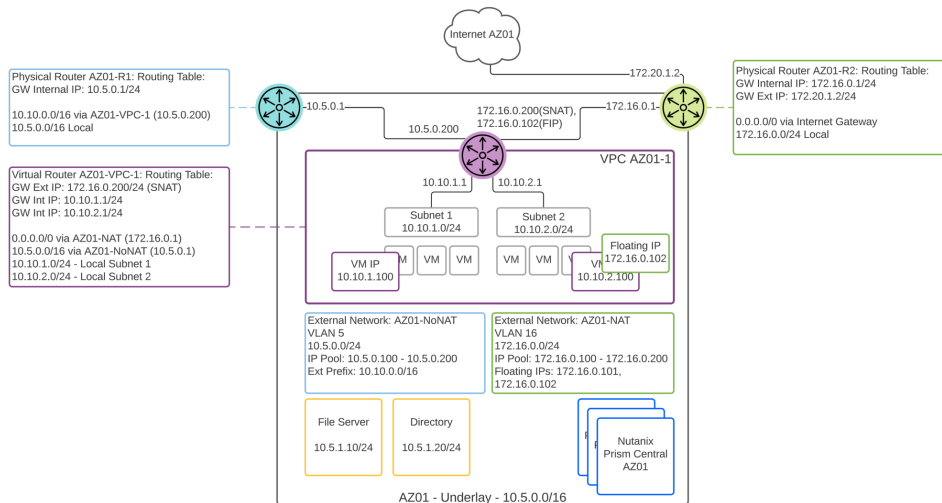 Internet AZ01
172.20.1.2
Physical Router AZ01-R1: Routing Table:
GW Internal IP: 10.5.0.1/24
10.10.0.0/16 via AZ01-VPC-1 (10.5.0.200)
10.5.0.0/16 Local
10.5.0.1
10.5.0.200
172.16.0.200(SNAT),
172.16.0.102(FIP)
172.16.0.1
Physical Router AZ01-R2: Routing Table:
GW Internal IP: 172.16.0.1/24
GW Ext IP: 172.20.1.2/24
0.0.0.0/0 via Internet Gateway
172.16.0.0/24 Local
Virtual Router AZ01-VPC-1: Routing Table:
GW Ext IP: 172.16.0.200/24 (SNAT)
GW Int IP: 10.10.1.1/24
GW Int IP: 10.10.2.1/24
0.0.0.0/0 via AZ01-NAT (172.16.0.1)
10.5.0.0/16 via AZ01-NoNAT (10.5.0.1)
10.10.1.0/24 - Local Subnet 1
10.10.2.0/24 - Local Subnet 2
VPC AZ01-1
10.10.1.1
10.10.2.1
Subnet 1
10.10.1.0/24
Subnet 2
10.10.2.0/24
VM IP
10.10.1.100
VM
VM
VM
VM
VM
10.10.2.100
Floating IP
172.16.0.102
External Network: AZ01-NoNAT
VLAN 5
10.5.0.0/24
IP Pool: 10.5.0.100 - 10.5.0.200
Ext Prefix: 10.10.0.0/16
External Network: AZ01-NAT
VLAN 16
172.16.0.0/24
IP Pool: 172.16.0.100 - 172.16.0.200
Floating IPs: 172.16.0.101,
172.16.0.102
File Server
10.5.1.10/24
Directory
10.5.1.20/24
Nutanix
Prism Central
AZ01
AZ01 - Underlay - 10.5.0.0/16